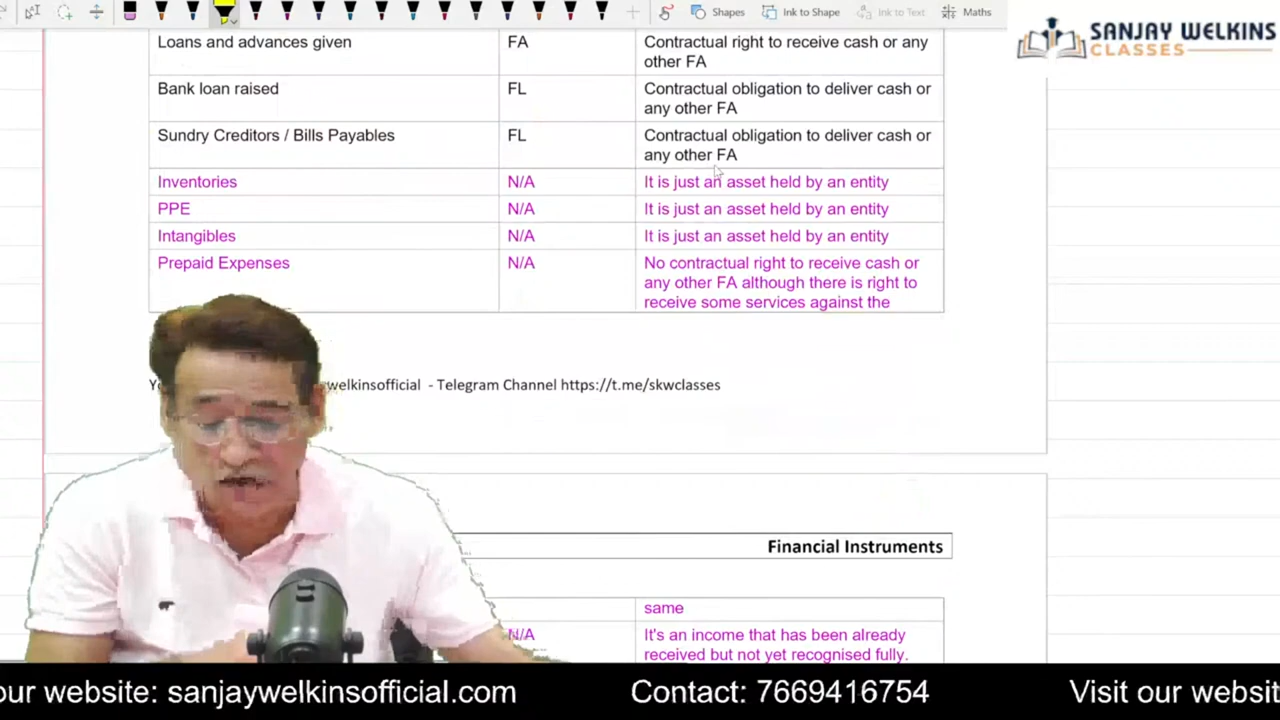 Shapes
Ink to Shape
Ink to Text
Maths
SANJAY WELKINS
CLASSES
Loans and advances given FA Contractual right to receive cash or any
other FA
Bank loan raised FL Contractual obligation to deliver cash or
any other FA
Sundry Creditors / Bills Payables FL Contractual obligation to deliver cash or
any other FA
Inventories N/A It is just an asset held by an entity
PPE N/A It is just an asset held by an entity
Intangibles N/A It is just an asset held by an entity
Prepaid Expenses N/A No contractual right to receive cash or
any other FA although there is right to
receive some services against the
welkinsofficial - Telegram Channel https://t.me/skwclasses
Financial Instruments
same
N/A It's an income that has been already
received but not yet recognised fully.
our website: sanjaywelkinsofficial.com Contact: 7669416754 Visit our websit